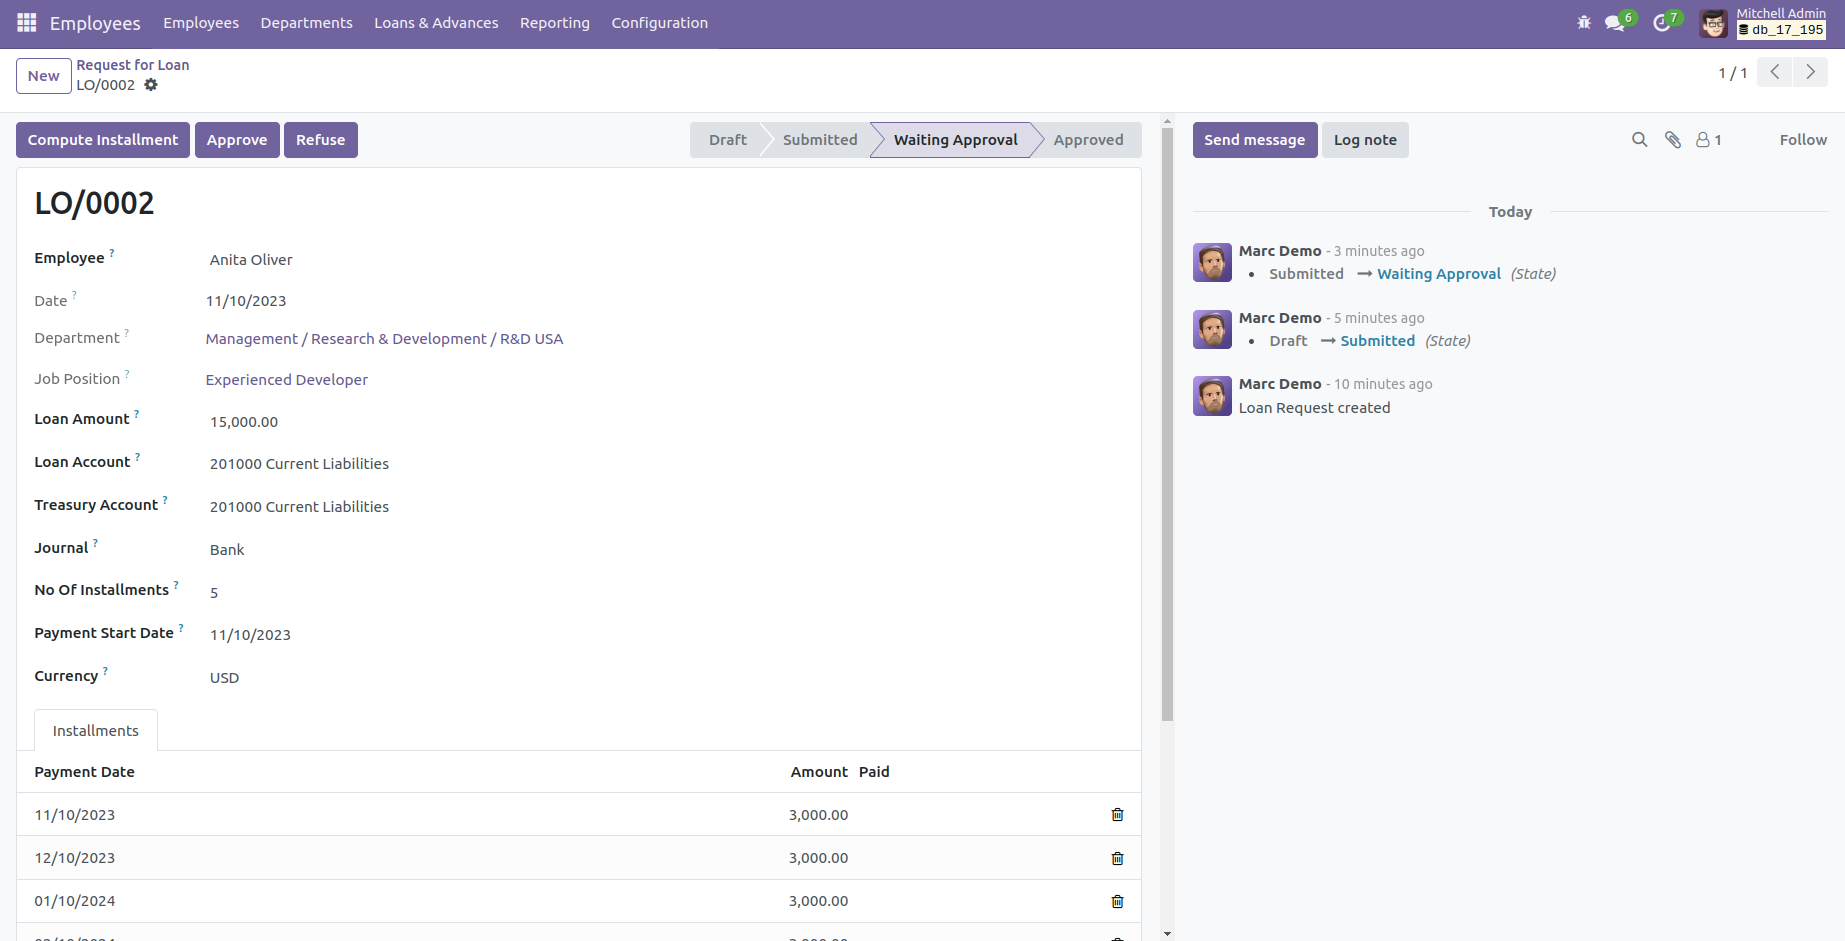 Employees Employees Departments Loans & Advances Reporting Configuration 6 7 Mitchell Admin
db_17_195
New Request for Loan
LO/0002
1 / 1
Compute Installment Approve Refuse Draft Submitted Waiting Approval Approved
LO/0002
Employee ? Anita Oliver
Date ? 11/10/2023
Department ? Management / Research & Development / R&D USA
Job Position ? Experienced Developer
Loan Amount ? 15,000.00
Loan Account ? 201000 Current Liabilities
Treasury Account ? 201000 Current Liabilities
Journal ? Bank
No Of Installments ? 5
Payment Start Date ? 11/10/2023
Currency ? USD
Installments
Payment Date Amount Paid
11/10/2023 3,000.00
12/10/2023 3,000.00
01/10/2024 3,000.00
Send message Log note 1 Follow
Today
Marc Demo - 3 minutes ago
• Submitted → Waiting Approval (State)
Marc Demo - 5 minutes ago
• Draft → Submitted (State)
Marc Demo - 10 minutes ago
Loan Request created